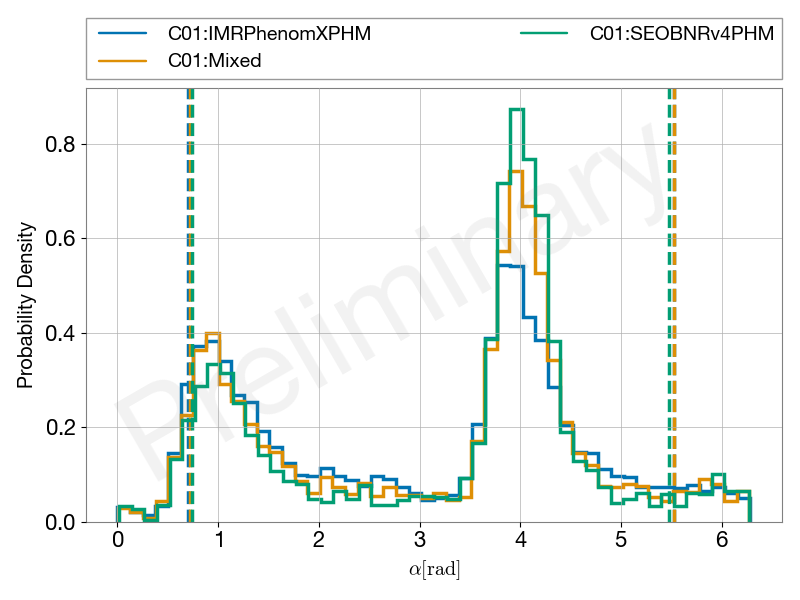 C01:IMRPhenomXPHM
C01:SEOBNRv4PHM
C01:Mixed
Preliminary
Probability Density
0.8
0.6
0.4
0.2
0.0
0 1 2 3 4 5 6
α[rad]